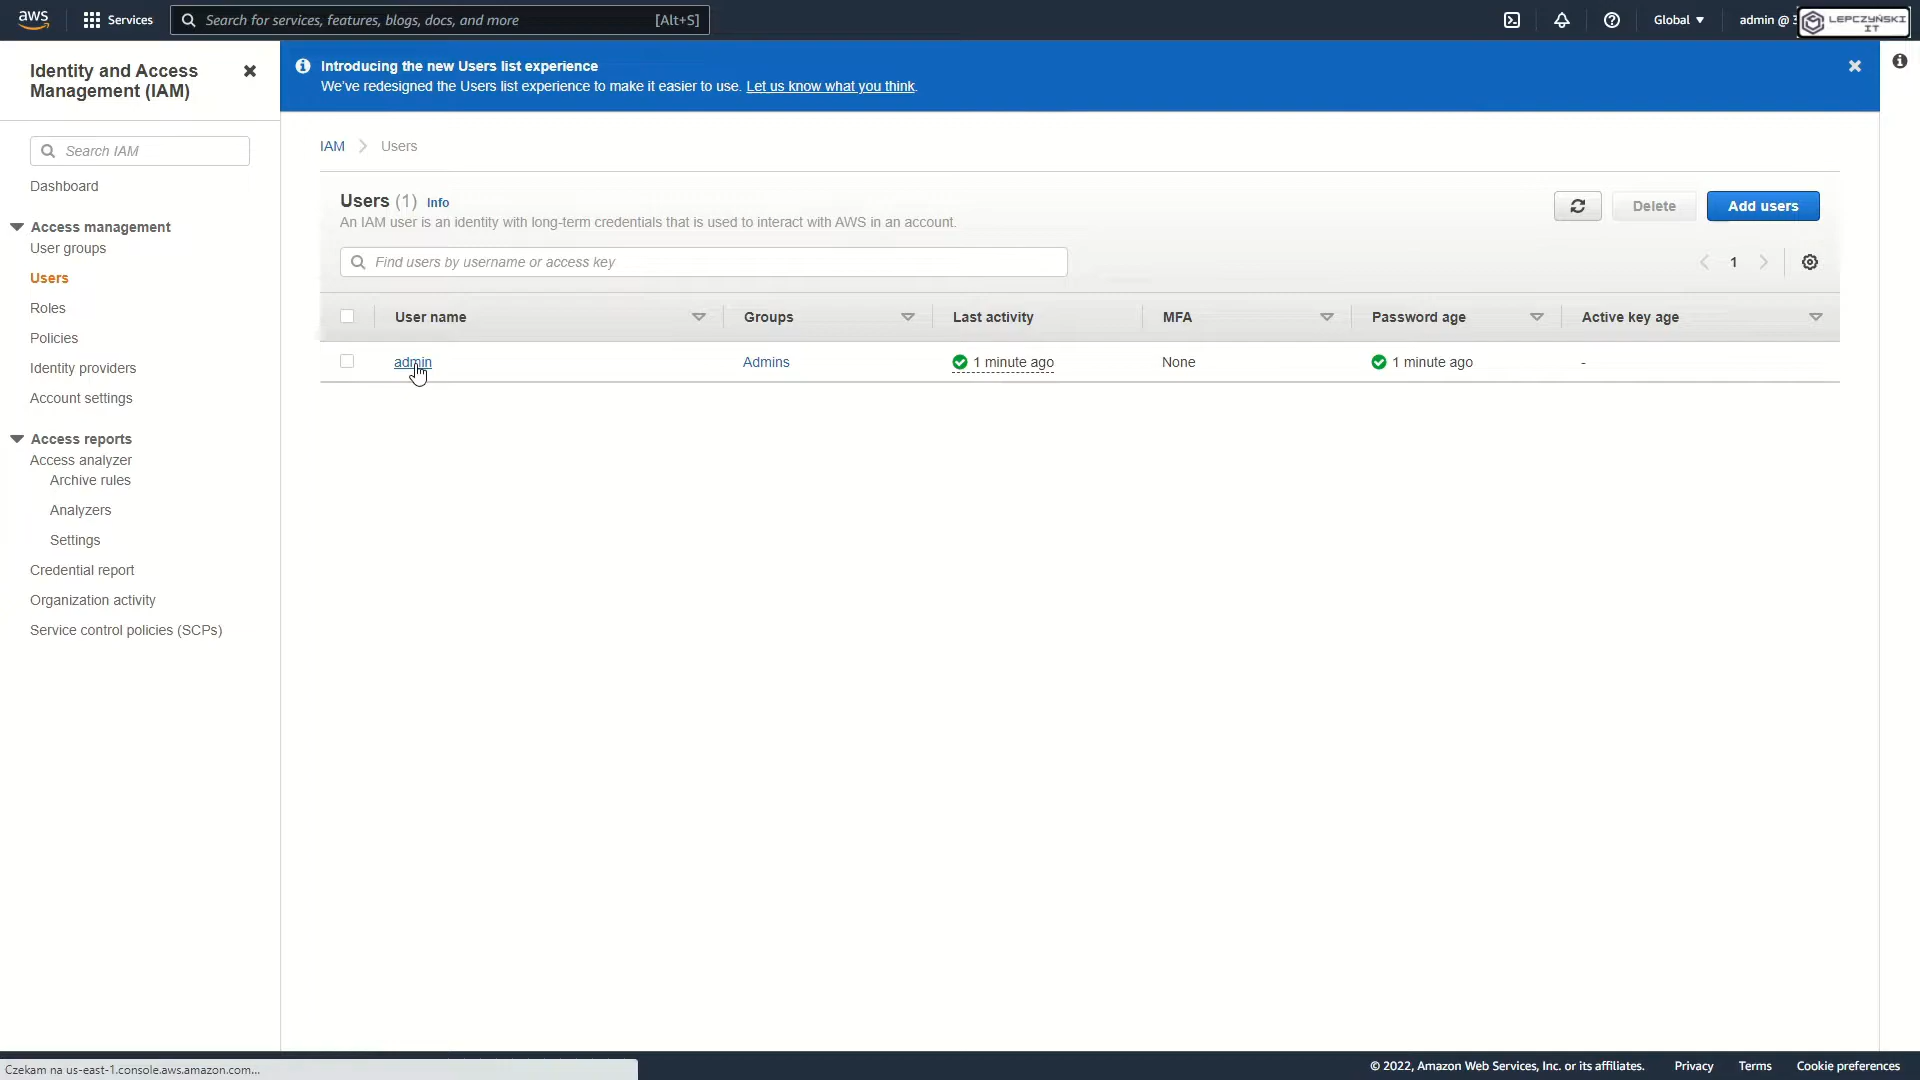 aws
Services
Search for services, features, blogs, docs, and more
[Alt+S]
Global
admin @
LEPCZYŃSKI
IT
Identity and Access
Management (IAM)
Search IAM
Dashboard
Access management
User groups
Users
Roles
Policies
Identity providers
Account settings
Access reports
Access analyzer
Archive rules
Analyzers
Settings
Credential report
Organization activity
Service control policies (SCPs)
Introducing the new Users list experience
We've redesigned the Users list experience to make it easier to use. Let us know what you think.
IAM
Users
Users (1) Info
An IAM user is an identity with long-term credentials that is used to interact with AWS in an account.
Delete
Add users
Find users by username or access key
1
User name
Groups
Last activity
MFA
Password age
Active key age
admin
Admins
1 minute ago
None
1 minute ago
-
Czekam na us-east-1.console.aws.amazon.com...
© 2022, Amazon Web Services, Inc. or its affiliates.
Privacy
Terms
Cookie preferences